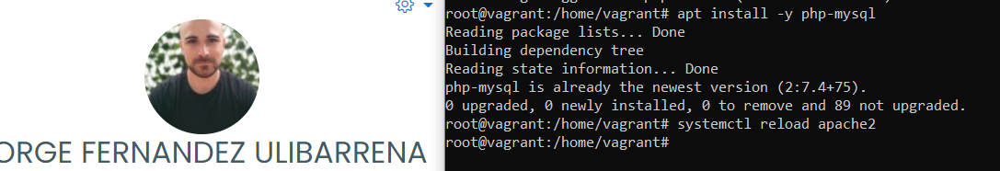 root@vagrant:/home/vagrant# apt install -y php-mysql
Reading package lists... Done
Building dependency tree
Reading state information... Done
php-mysql is already the newest version (2:7.4+75).
0 upgraded, 0 newly installed, 0 to remove and 89 not upgraded.
root@vagrant:/home/vagrant# systemctl reload apache2
root@vagrant:/home/vagrant#
ORGE FERNANDEZ ULIBARRENA